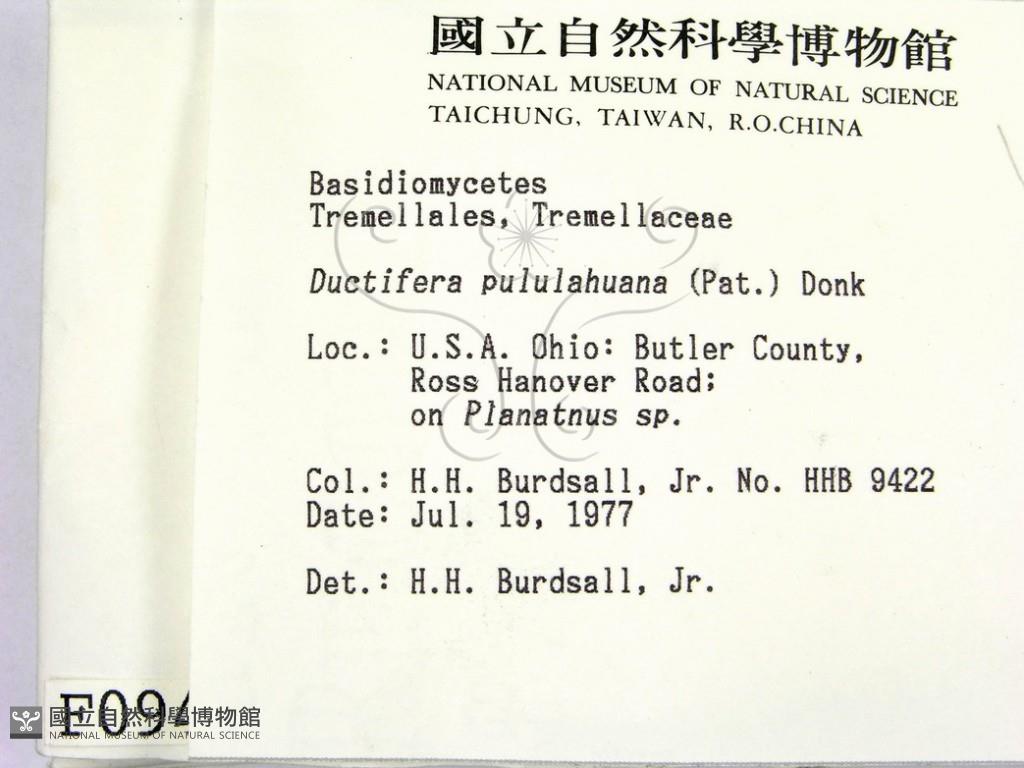 國立自然科學博物館
NATIONAL MUSEUM OF NATURAL SCIENCE
TAICHUNG, TAIWAN, R.O.CHINA
Basidiomycetes
Tremellales, Tremellaceae
Ductifera pululahuana (Pat.) Donk
Loc.: U.S.A. Ohio: Butler County,
Ross Hanover Road;
on Planatnus sp.
Col.: H.H. Burdsall, Jr. No. HHB 9422
Date: Jul. 19, 1977
Det.: H.H. Burdsall, Jr.
國立自然科學博物館
NATIONAL MUSEUM OF NATURAL SCIENCE